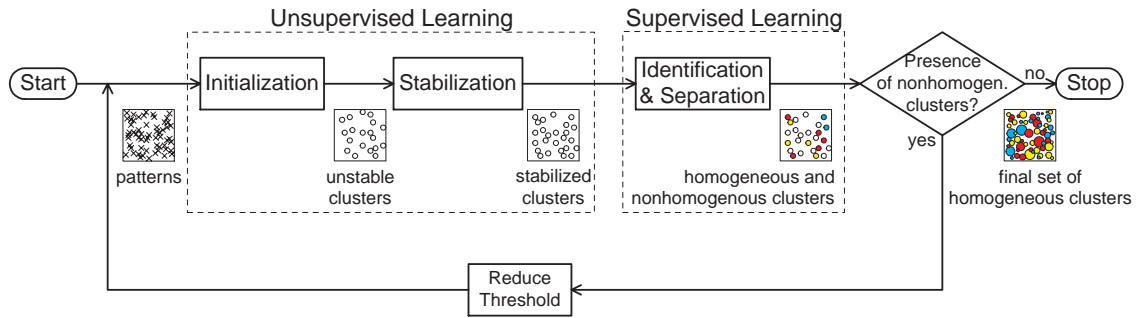 Unsupervised Learning
Supervised Learning
Start
Initialization
Stabilization
Identification
& Separation
Presence
of nonhomogen.
clusters?
no
Stop
yes
patterns
unstable
clusters
stabilized
clusters
homogeneous and
nonhomogenous clusters
final set of
homogeneous clusters
Reduce
Threshold